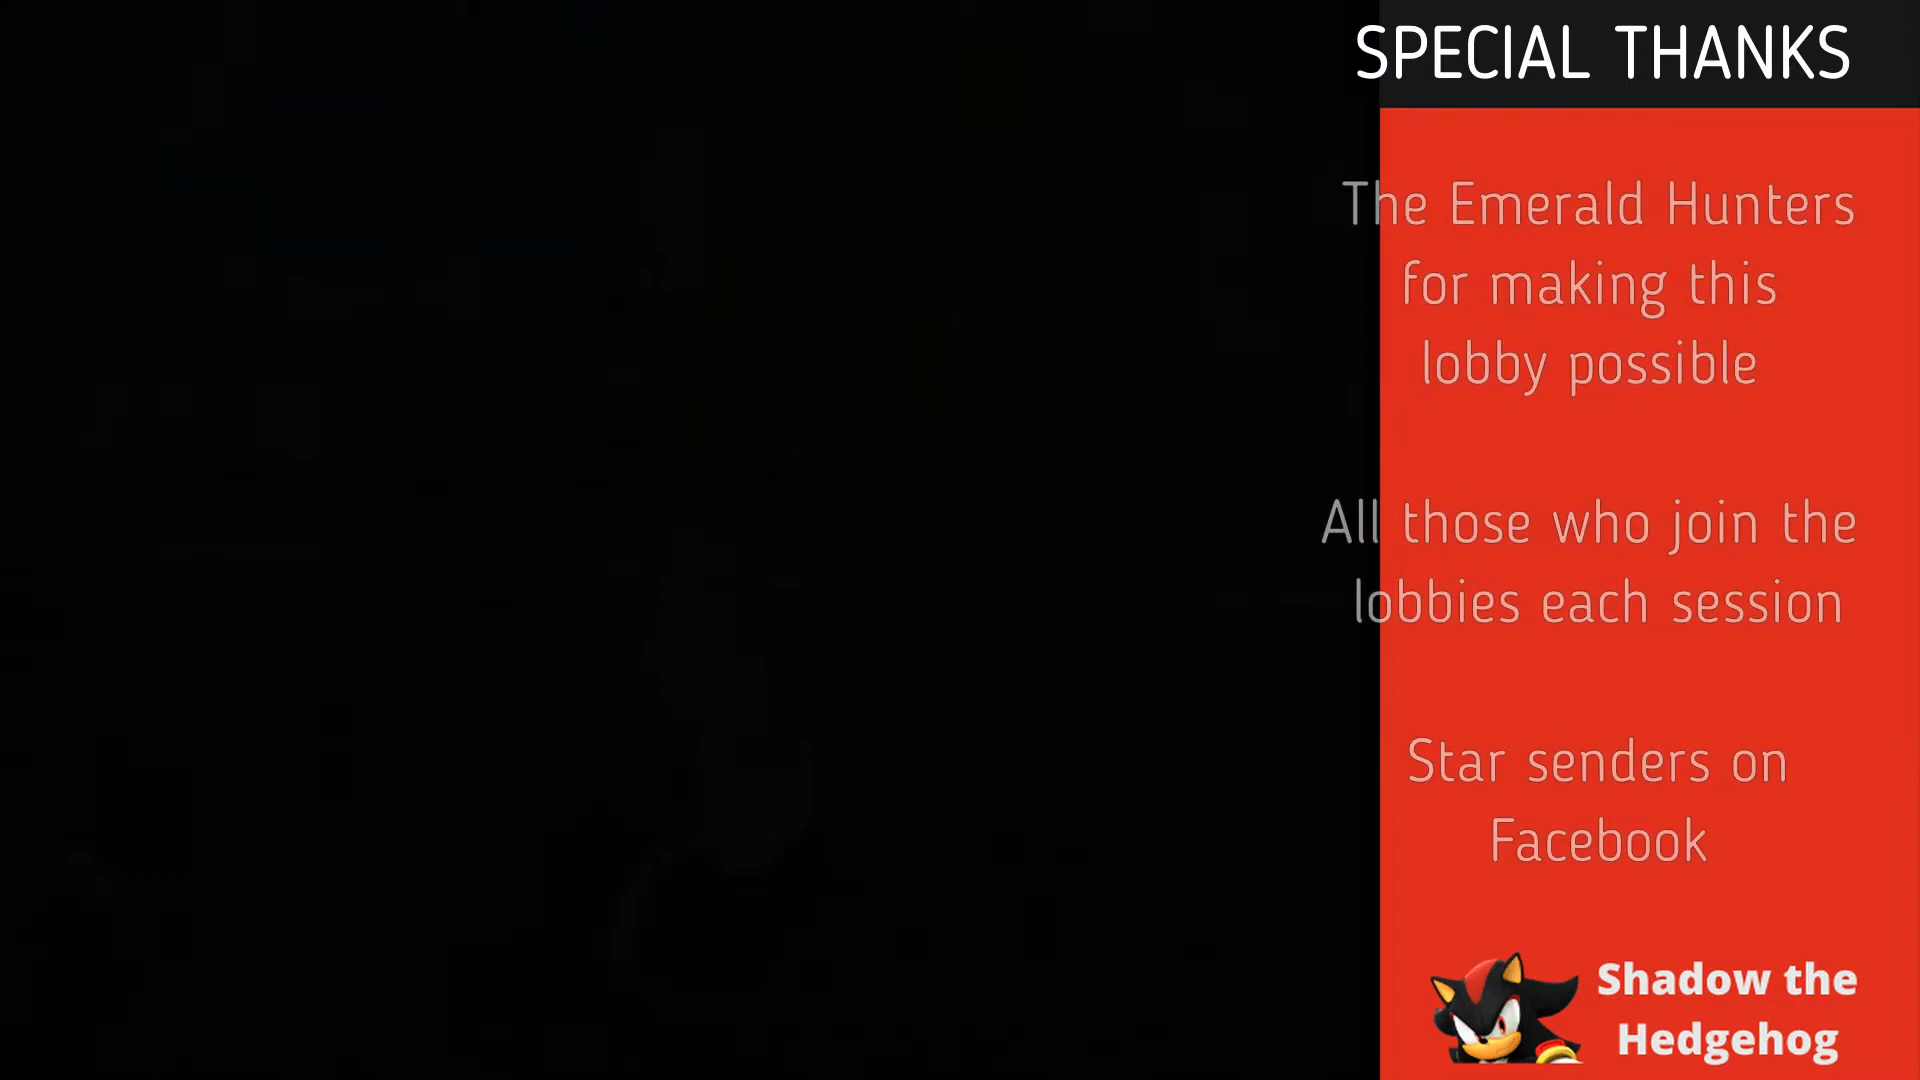 SPECIAL THANKS
The Emerald Hunters
for making this
lobby possible
All those who join the
lobbies each session
Star senders on
Facebook
Shadow the
Hedgehog